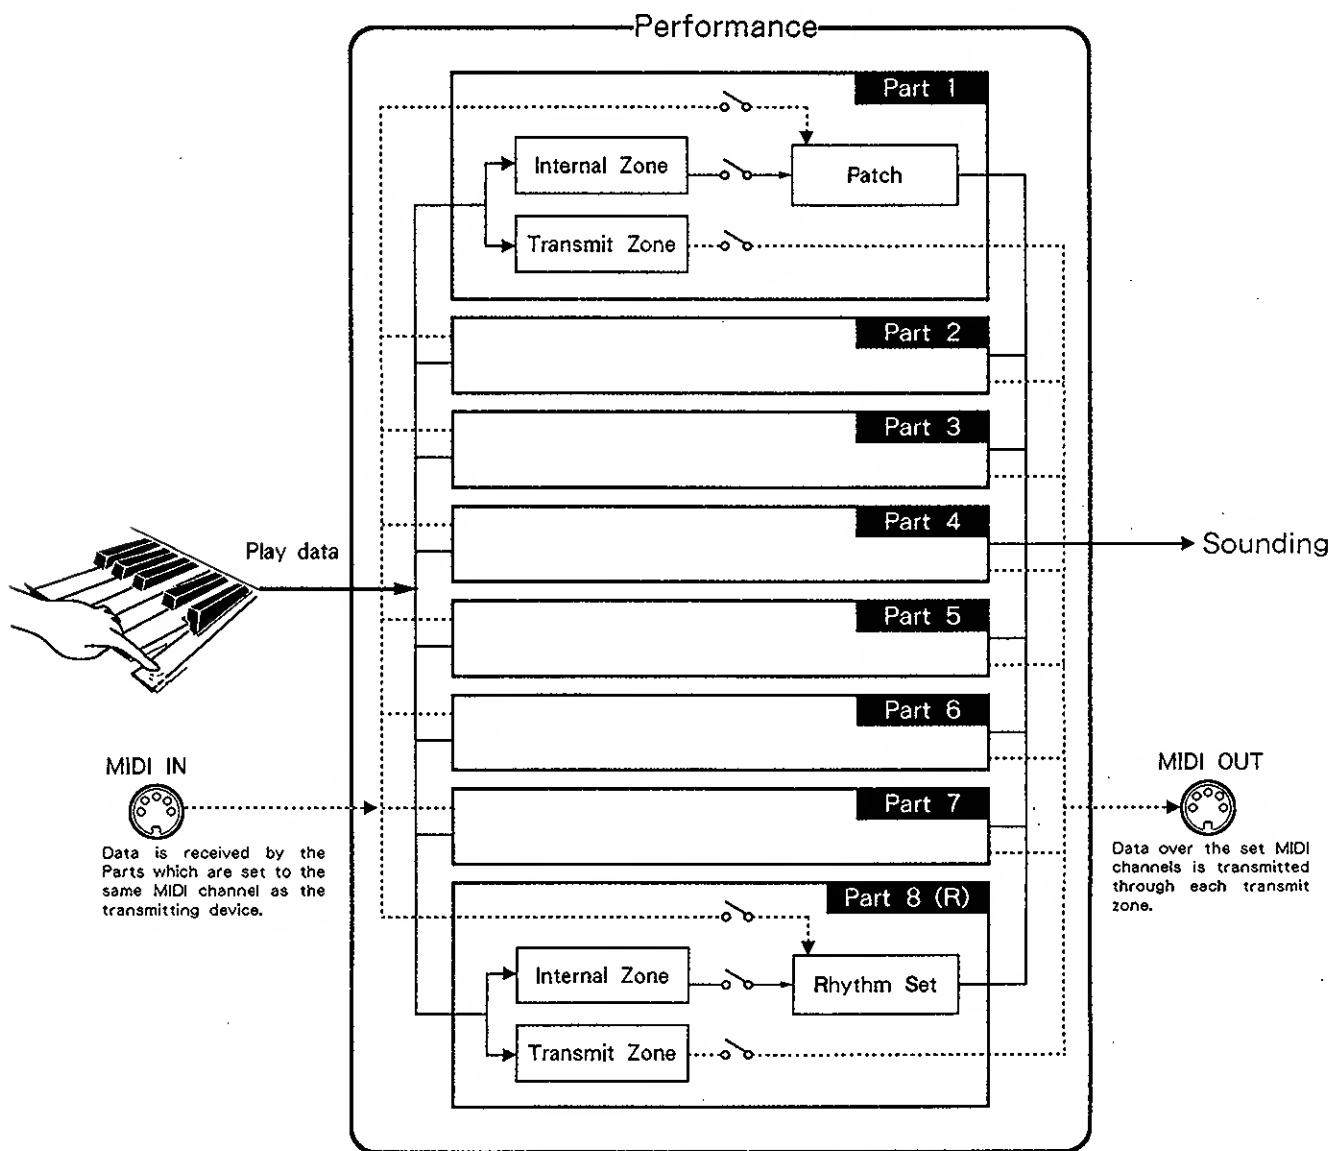 Performance
Part 1
Internal Zone
Patch
Transmit Zone
Part 2
Part 3
Part 4
Play data
Sounding
Part 5
Part 6
MIDI IN
Data is received by the
Parts which are set to the
same MIDI channel as the
transmitting device.
Part 7
MIDI OUT
Data over the set MIDI
channels is transmitted
through each transmit
zone.
Part 8 (R)
Internal Zone
Rhythm Set
Transmit Zone